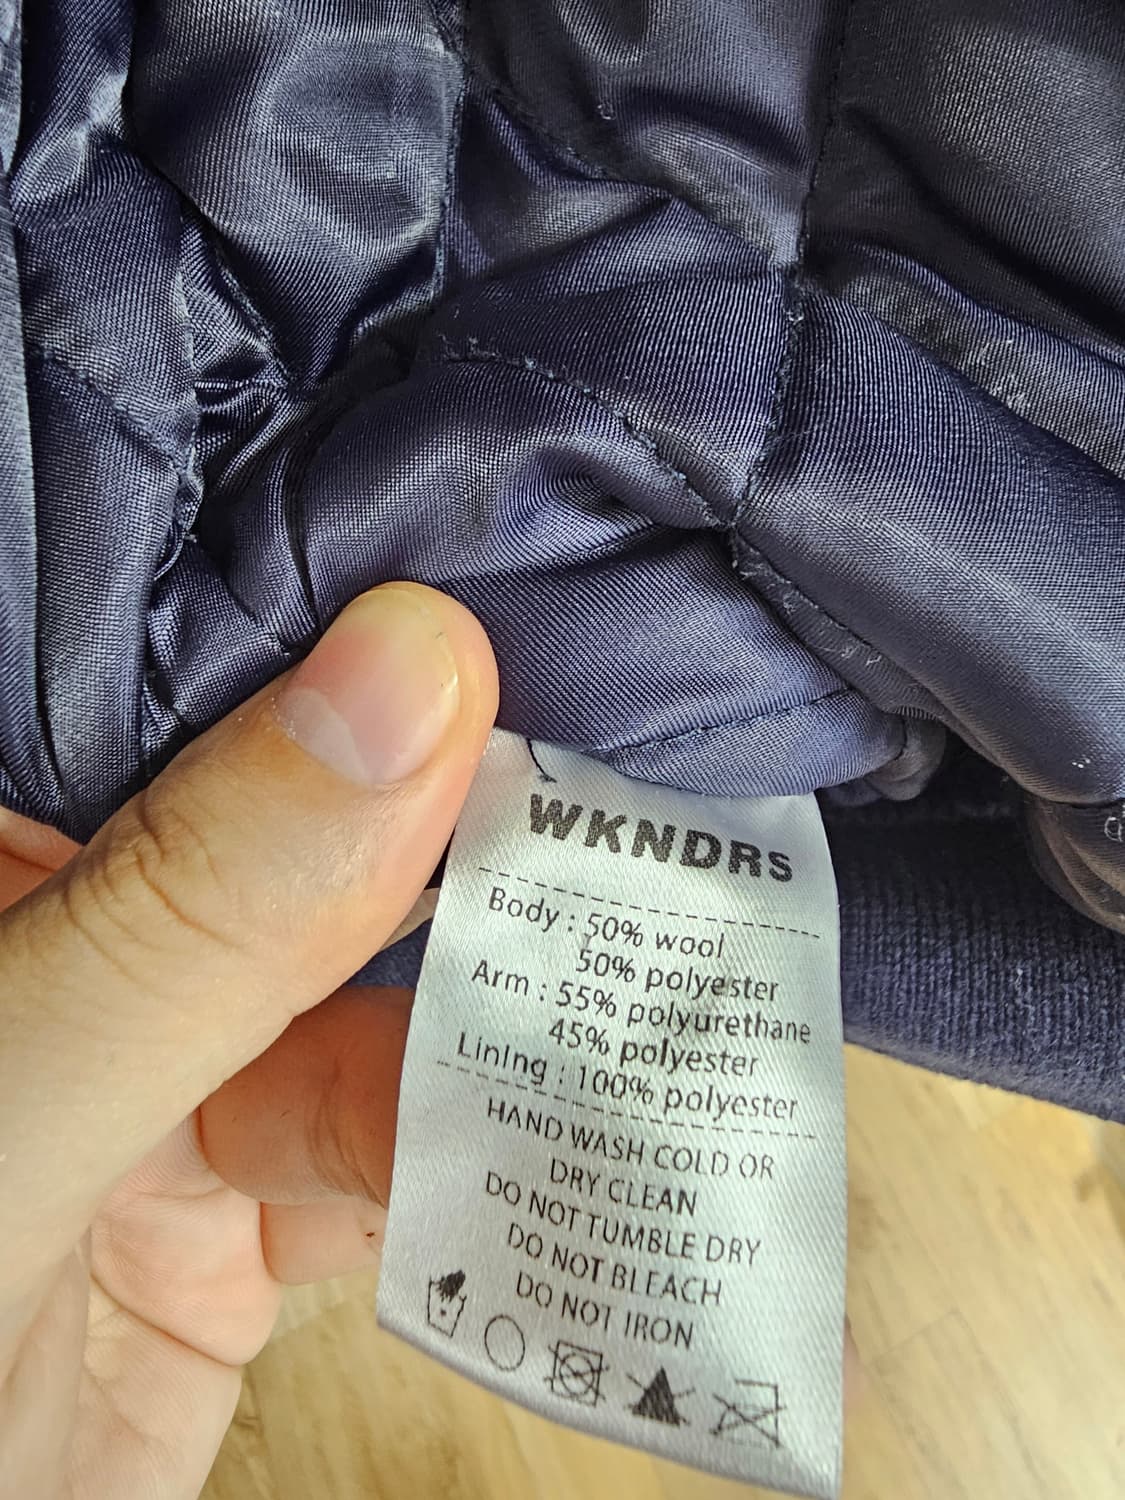 WKNDRS
Body : 50% wool
50% polyester
Arm : 55% polyurethane
45% polyester
Lining : 100% polyester
HAND WASH COLD OR
DRY CLEAN
DO NOT TUMBLE DRY
DO NOT BLEACH
DO NOT IRON